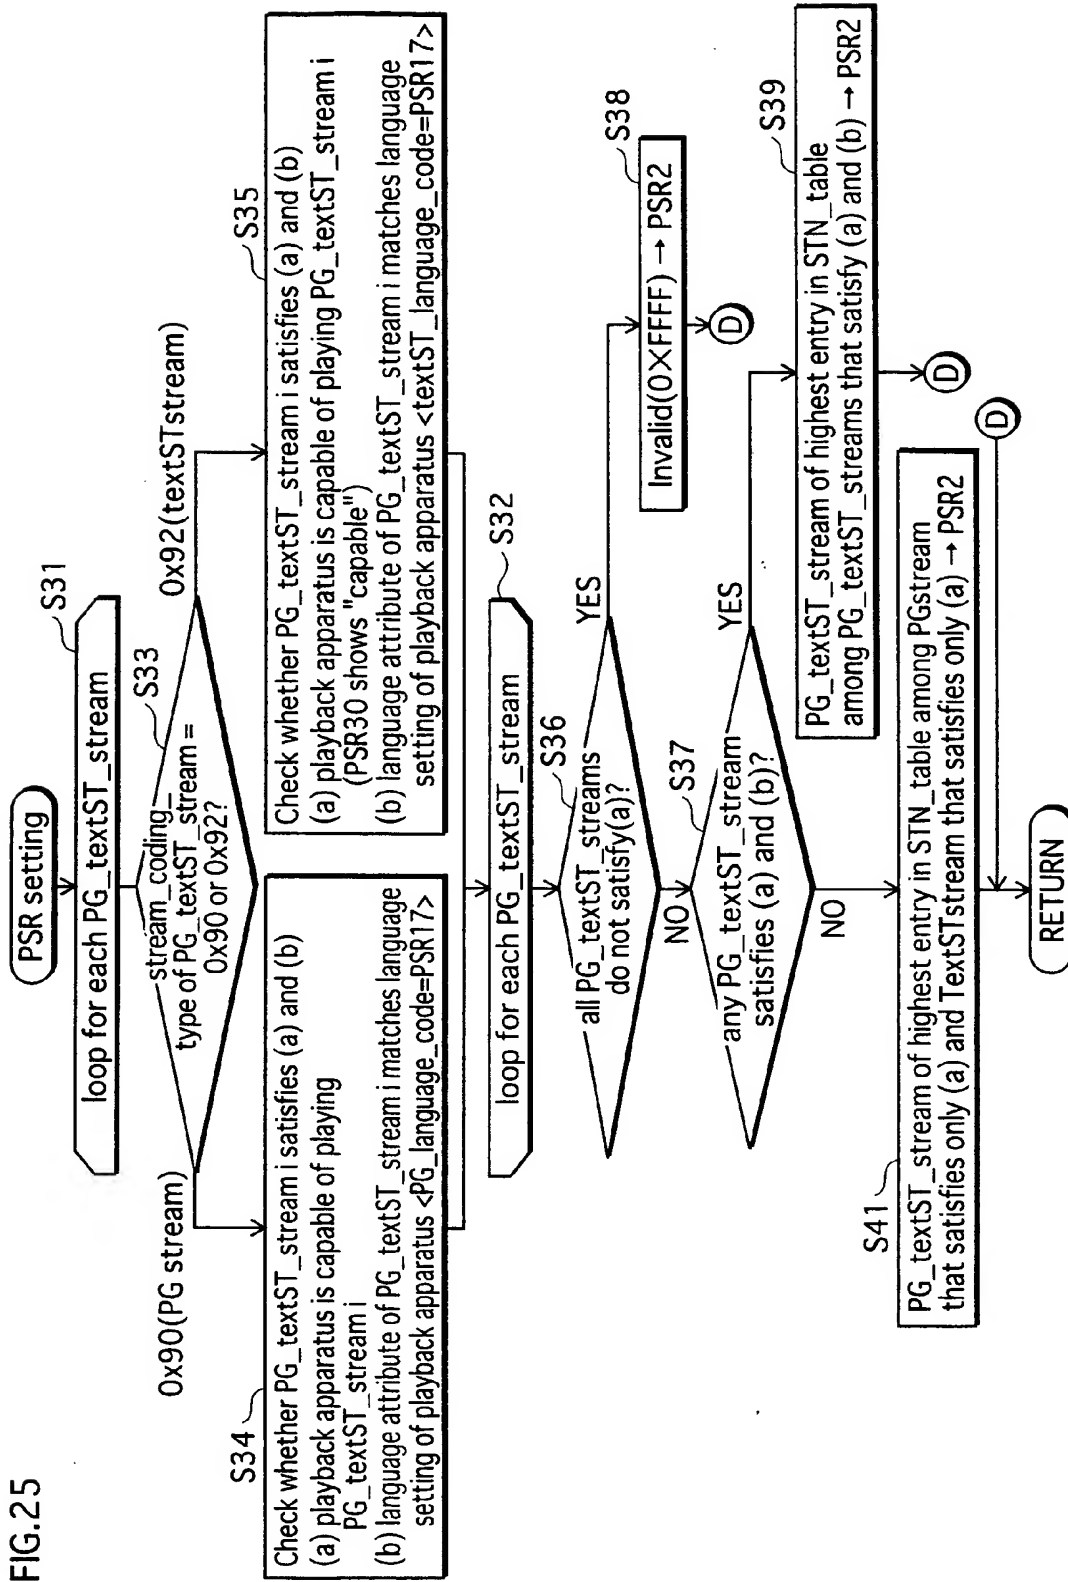 FIG.25
PSR setting
S31
loop for each PG_textST_stream
S33
stream_coding_
type of PG_textST_stream =
0x90 or 0x92?
0x90(PG stream)
0x92(textSTstream)
S34
Check whether PG_textST_stream i satisfies (a) and (b)
(a) playback apparatus is capable of playing
PG_textST_stream i
(b) language attribute of PG_textST_stream i matches language
setting of playback apparatus <PG_language_code=PSR17>
S35
Check whether PG_textST_stream i satisfies (a) and (b)
(a) playback apparatus is capable of playing PG_textST_stream i
(PSR30 shows "capable")
(b) language attribute of PG_textST_stream i matches language
setting of playback apparatus <textST_language_code=PSR17>
S32
loop for each PG_textST_stream
S36
all PG_textST_streams
do not satisfy(a)?
YES
S38
Invalid(0XFFFF) → PSR2
D
NO
S37
any PG_textST_stream
satisfies (a) and (b)?
YES
S39
PG_textST_stream of highest entry in STN_table
among PG_textST_streams that satisfy (a) and (b) → PSR2
D
NO
S41
PG_textST_stream of highest entry in STN_table among PGstream
that satisfies only (a) and TextSTstream that satisfies only (a) → PSR2
D
RETURN